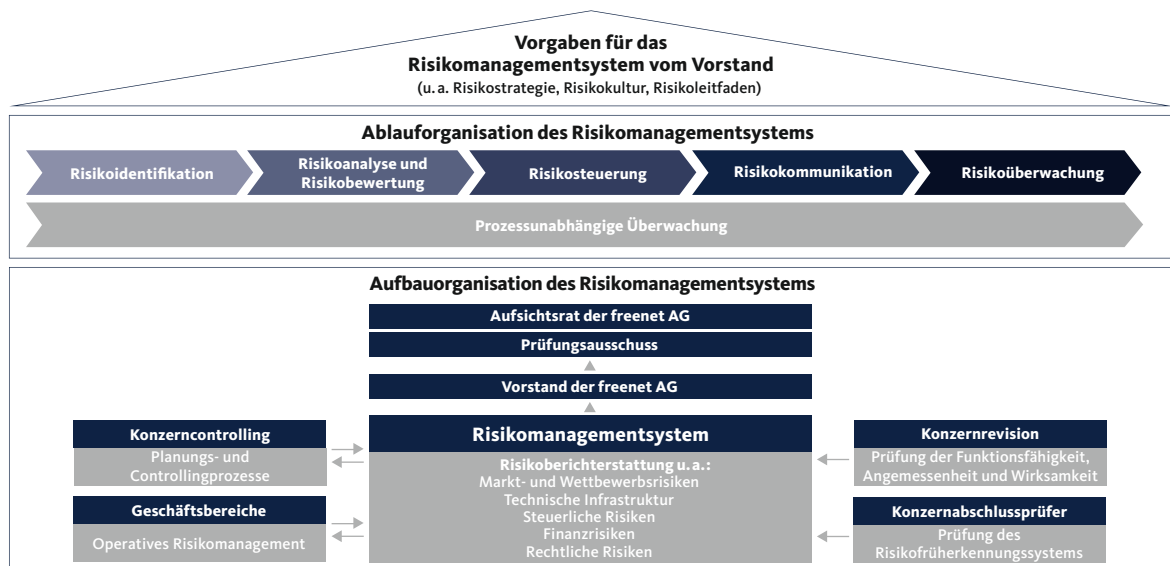 Vorgaben für das
Risikomanagementsystem vom Vorstand
(u. a. Risikostrategie, Risikokultur, Risikoleitfaden)
Ablauforganisation des Risikomanagementsystems
Risikoidentifikation
Risikoanalyse und
Risikobewertung
Risikosteuerung
Risikokommunikation
Risikoüberwachung
Prozessunabhängige Überwachung
Aufbauorganisation des Risikomanagementsystems
Aufsichtsrat der freenet AG
Prüfungsausschuss
Vorstand der freenet AG
Konzerncontrolling
Planungs- und
Controllingprozesse
Geschäftsbereiche
Operatives Risikomanagement
Risikomanagementsystem
Risikoberichterstattung u. a.:
Markt- und Wettbewerbsrisiken
Technische Infrastruktur
Steuerliche Risiken
Finanzrisiken
Rechtliche Risiken
Konzernrevision
Prüfung der Funktionsfähigkeit,
Angemessenheit und Wirksamkeit
Konzernabschlussprüfer
Prüfung des
Risikofrüherkennungssystems